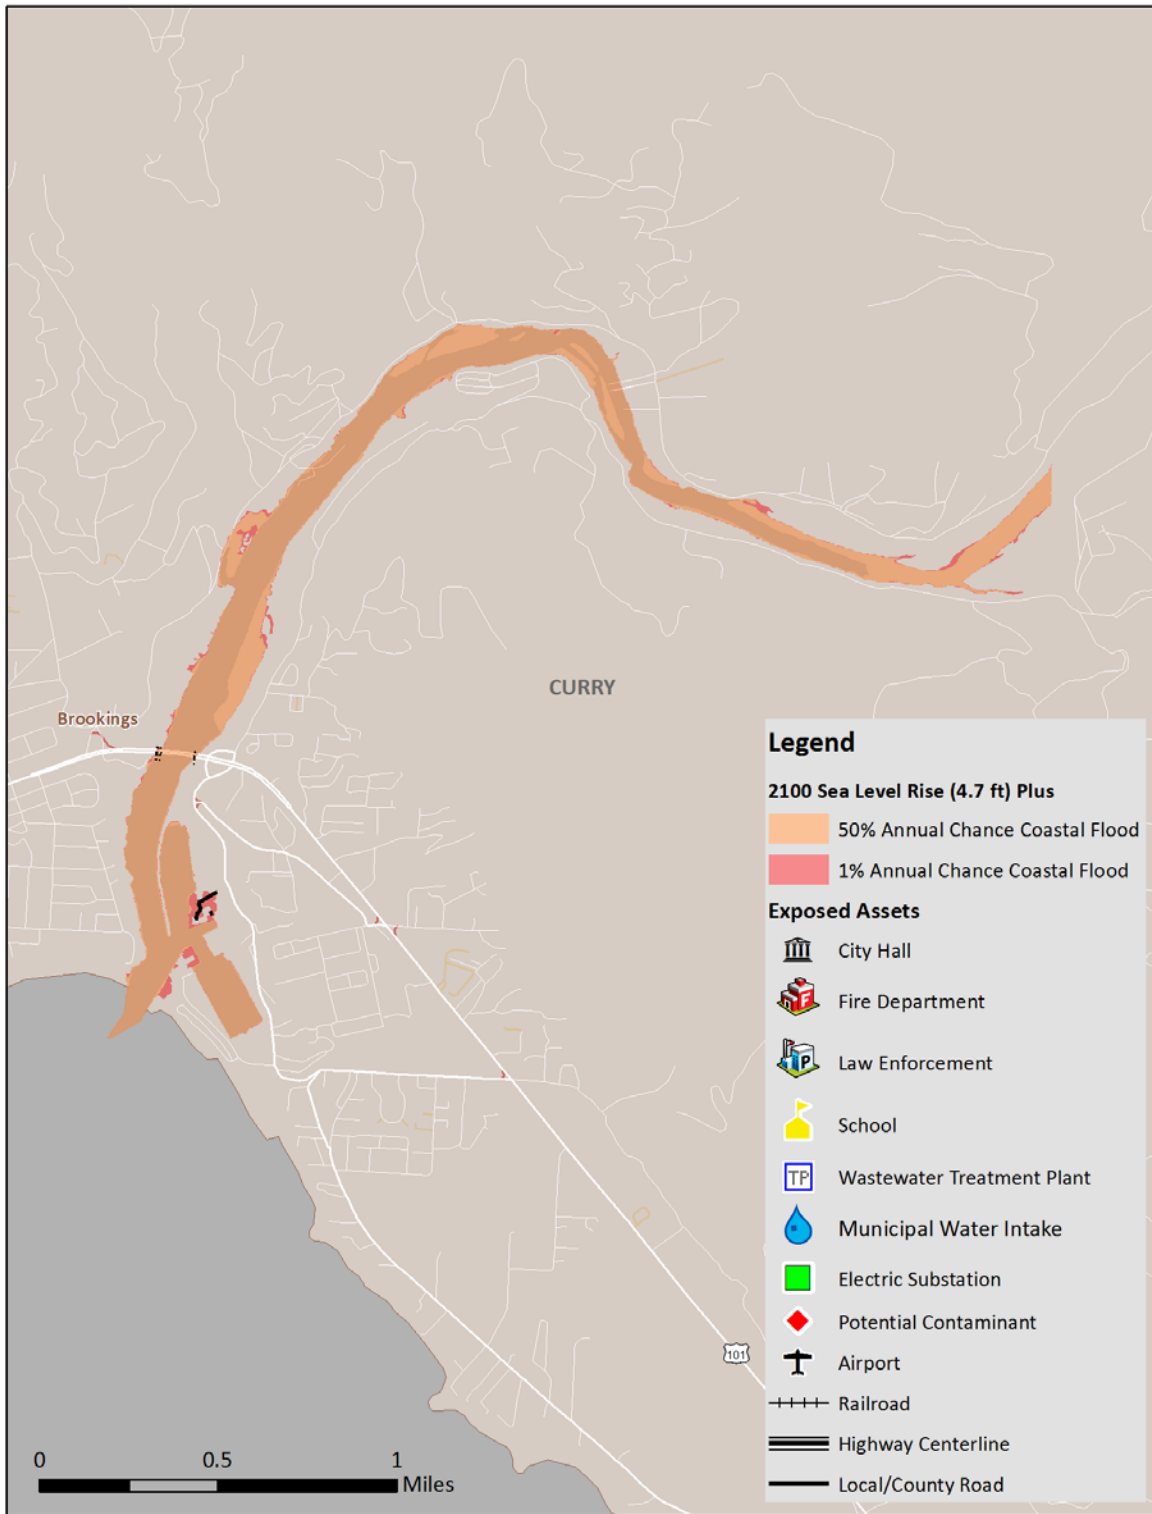 CURRY
Brookings
Legend
2100 Sea Level Rise (4.7 ft) Plus
50% Annual Chance Coastal Flood
1% Annual Chance Coastal Flood
Exposed Assets
City Hall
F Fire Department
P Law Enforcement
School
TP Wastewater Treatment Plant
Municipal Water Intake
Electric Substation
Potential Contaminant
101
Airport
Railroad
Highway Centerline
Local/County Road
0 0.5 1
Miles